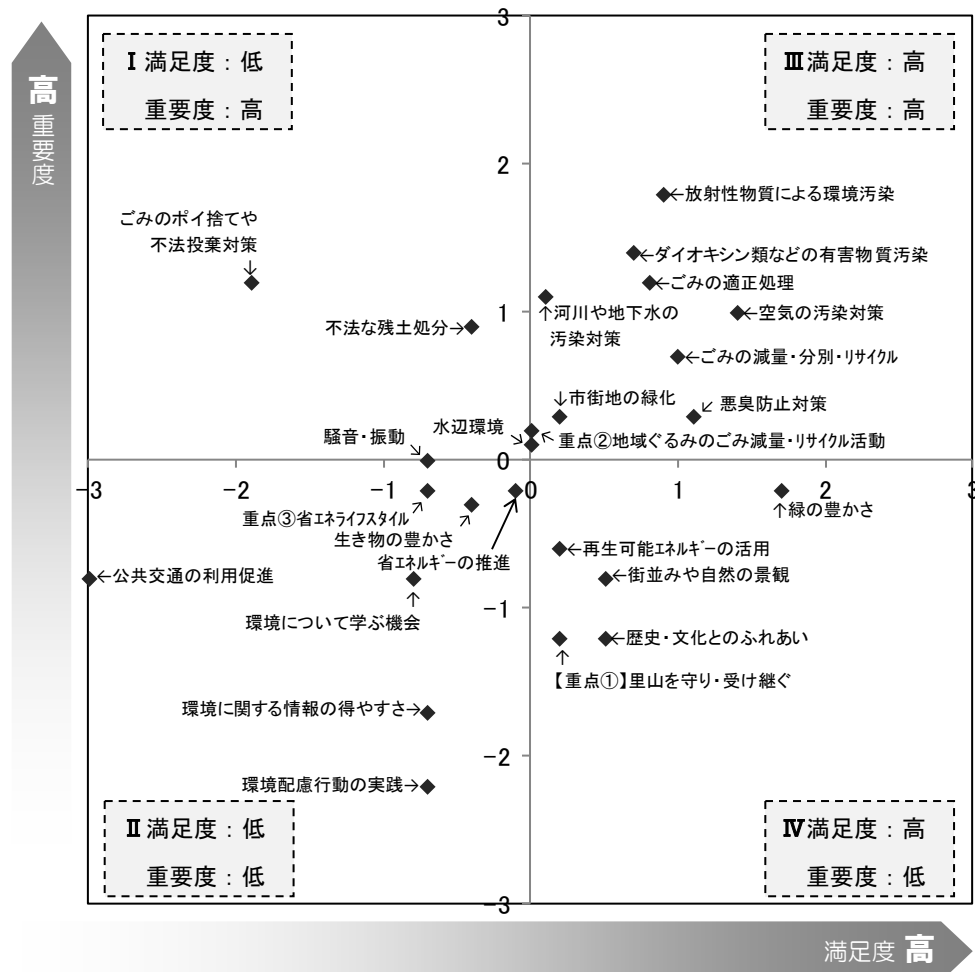 3
Ⅰ 満足度：低
重要度：高
Ⅲ 満足度：高
重要度：高
高
重要度
2
←放射性物質による環境汚染
ごみのポイ捨てや
不法投棄対策
↓
←ダイオキシン類などの有害物質汚染
←ごみの適正処理
1
不法な残土処分→
↑河川や地下水の
汚染対策
←空気の汚染対策
←ごみの減量・分別・ﾘｻｲｸﾙ
↓市街地の緑化
↙ 悪臭防止対策
水辺環境
騒音・振動
重点②地域ぐるみのごみ減量・リサイクル活動
0
-3
-2
-1
0
1
2
3
重点③省ｴﾈﾗｲﾌｽﾀｲﾙ
生き物の豊かさ
省ｴﾈﾙｷﾞｰの推進
↑緑の豊かさ
←再生可能ｴﾈﾙｷﾞｰの活用
←公共交通の利用促進
←街並みや自然の景観
↑
環境について学ぶ機会
-1
←歴史・文化とのふれあい
↑
【重点①】里山を守り・受け継ぐ
環境に関する情報の得やすさ→
-2
環境配慮行動の実践→
Ⅱ 満足度：低
重要度：低
Ⅳ 満足度：高
重要度：低
-3
満足度 高